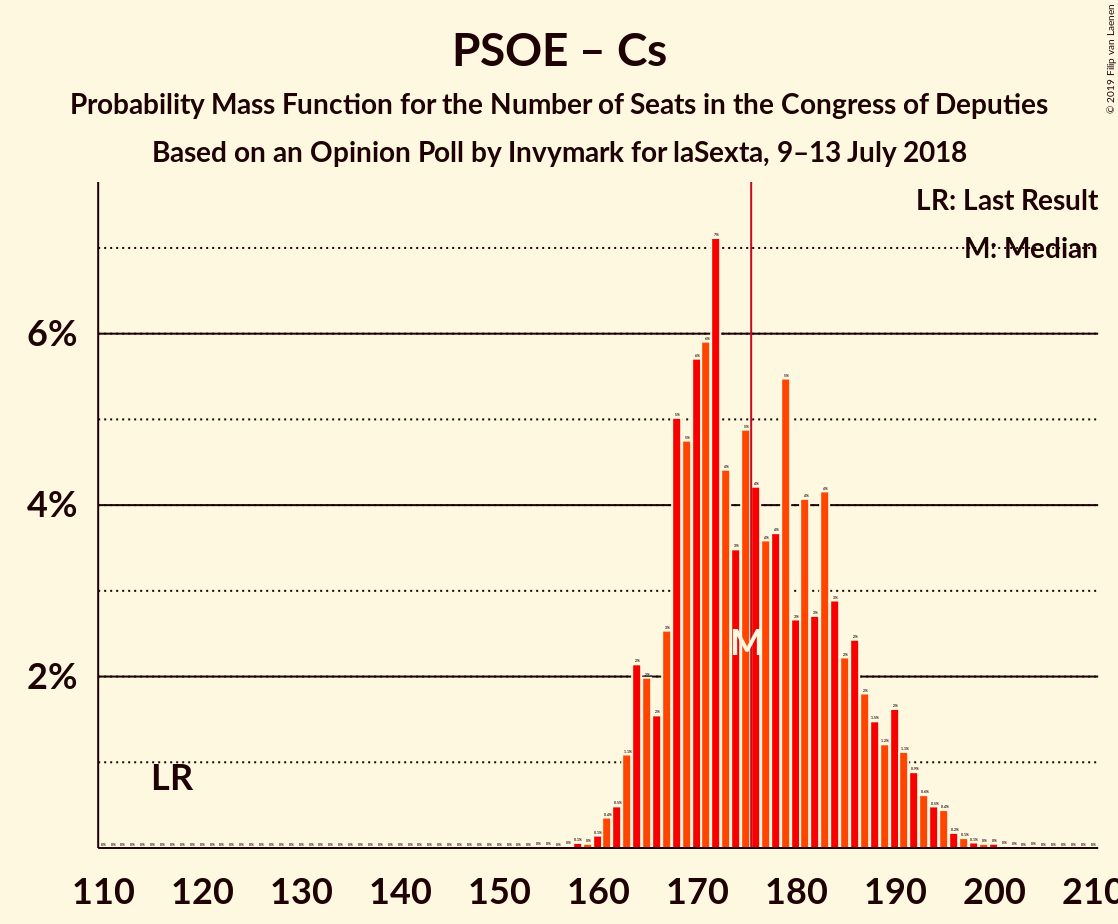 PSOE – Cs
Probability Mass Function for the Number of Seats in the Congress of Deputies
Based on an Opinion Poll by Invymark for laSexta, 9–13 July 2018
© 2019 Filip van Laenen
LR: Last Result
M: Median
6%
4%
2%
LR
M
110 120 130 140 150 160 170 180 190 200 210